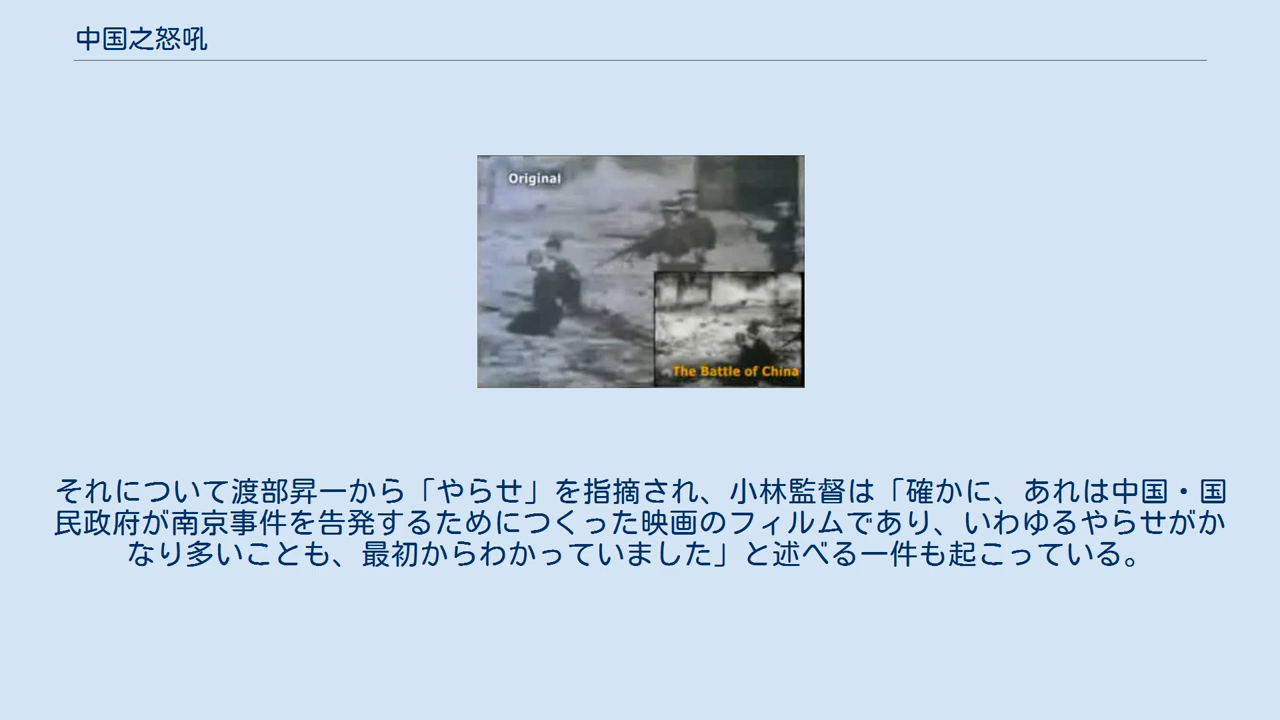 中国之怒吼
Original
The Battle of China
それについて渡部昇一から「やらせ」を指摘され、小林監督は「確かに、あれは中国・国
民政府が南京事件を告発するためにつくった映画のフィルムであり、いわゆるやらせがか
なり多いことも、最初からわかっていました」と述べる一件も起こっている。